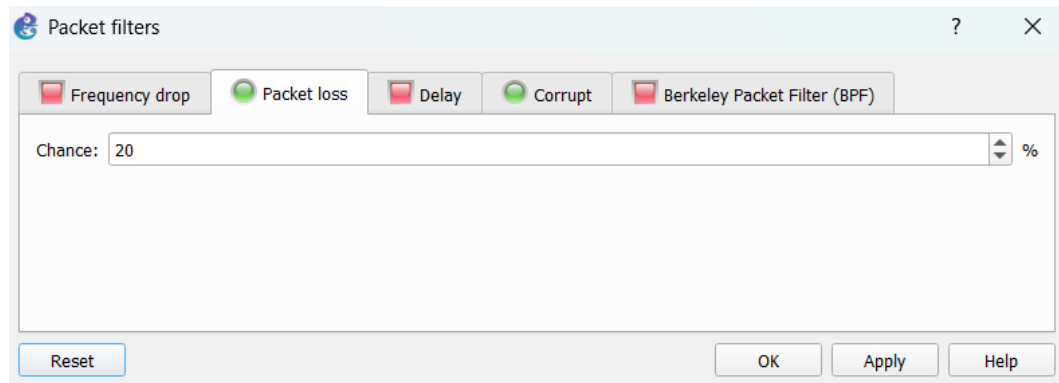 Packet filters ?
Frequency drop Packet loss Delay Corrupt Berkeley Packet Filter (BPF)
Chance: 20 %
Reset OK Apply Help